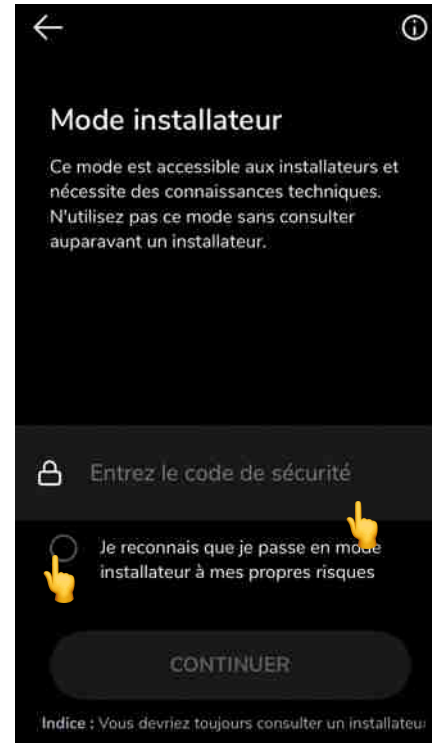 Mode installateur
Ce mode est accessible aux installateurs et
nécessite des connaissances techniques.
N'utilisez pas ce mode sans consulter
auparavant un installateur.
Entrez le code de sécurité
Je reconnais que je passe en mode
installateur à mes propres risques
CONTINUER
Indice : Vous devriez toujours consulter un installateu